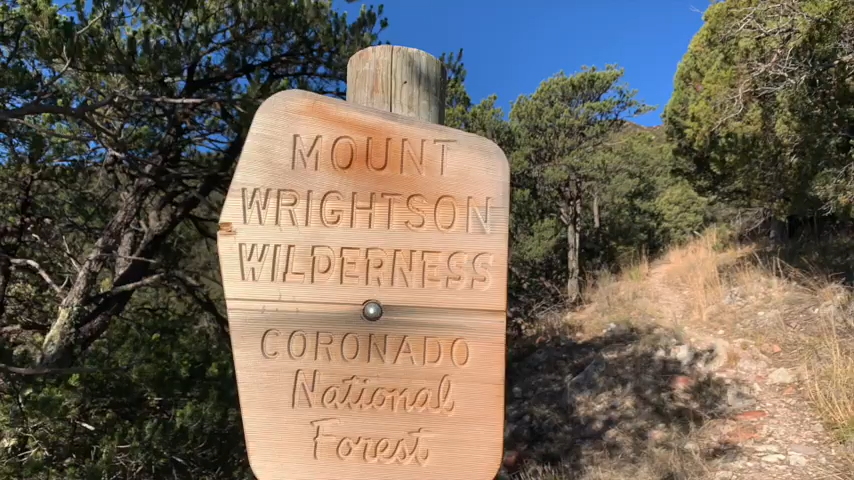 MOUNT
WRIGHTSON
WILDERNESS
CORONADO
National
Forest